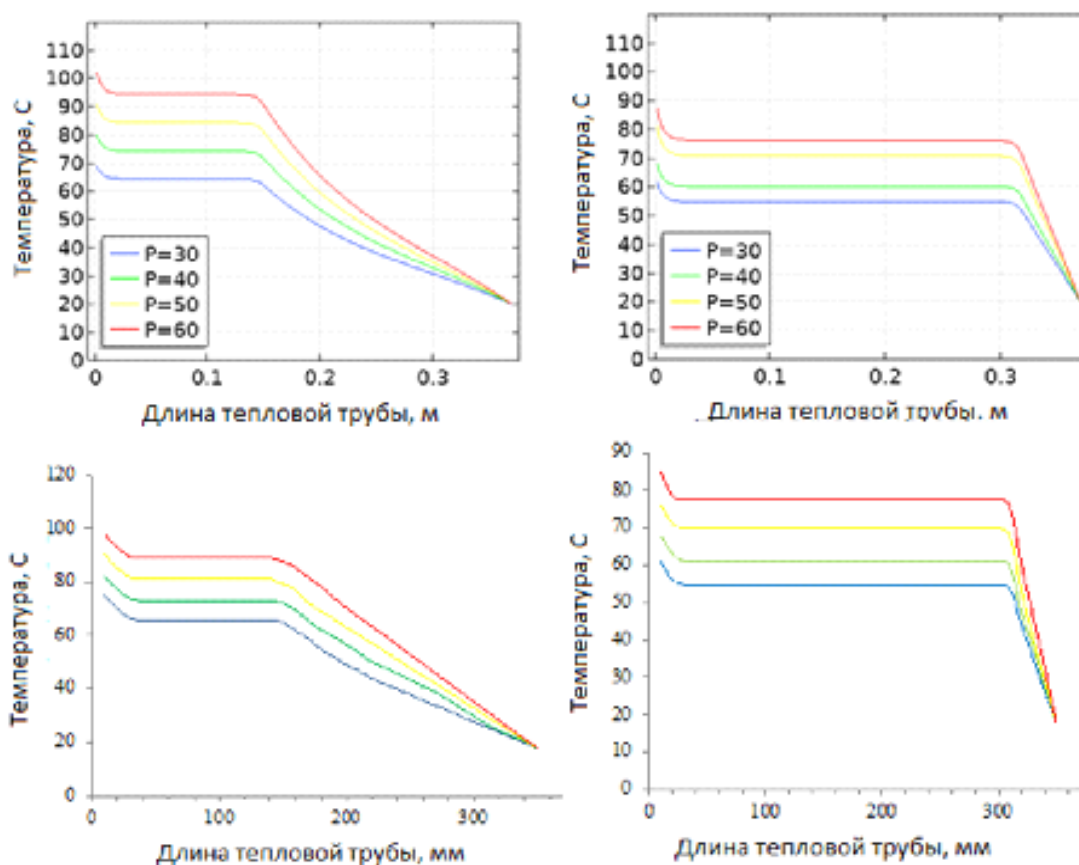 110
100
90
80
70
60
50
40
30
20
10
0
Температура, С
P=30
P=40
P=50
P=60
0 0.1 0.2 0.3
Длина тепловой трубы, м
110
100
90
80
70
60
50
40
30
20
10
0
Температура, С
P=30
P=40
P=50
P=60
0 0.1 0.2 0.3
Длина тепловой трубы. м
120
100
80
60
40
20
0
Температура, С
0 100 200 300
Длина тепловой трубы, мм
90
80
70
60
50
40
30
20
10
0
Температура, С
0 100 200 300
Длина тепловой трубы, мм